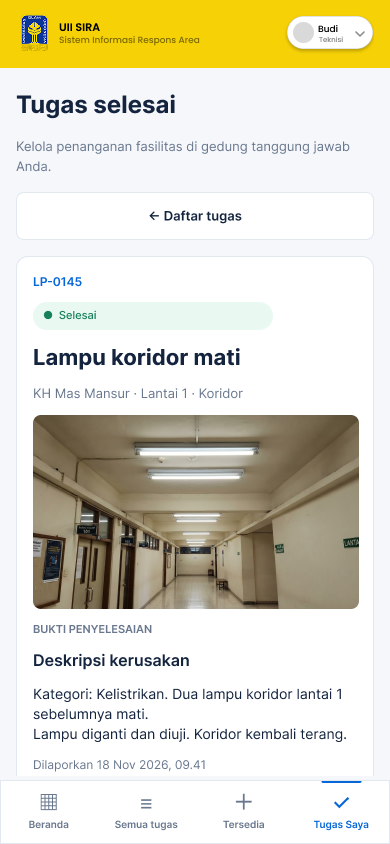 UII SIRA
Sistem Informasi Respons Area
Budi
Teknisi
Tugas selesai
Kelola penanganan fasilitas di gedung tanggung jawab
Anda.
← Daftar tugas
LP-0145
Selesai
Lampu koridor mati
KH Mas Mansur · Lantai 1 · Koridor
BUKTI PENYELESAIAN
Deskripsi kerusakan
Kategori: Kelistrikan. Dua lampu koridor lantai 1
sebelumnya mati.
Lampu diganti dan diuji. Koridor kembali terang.
Dilaporkan 18 Nov 2026, 09.41
Beranda
Semua tugas
Tersedia
Tugas Saya